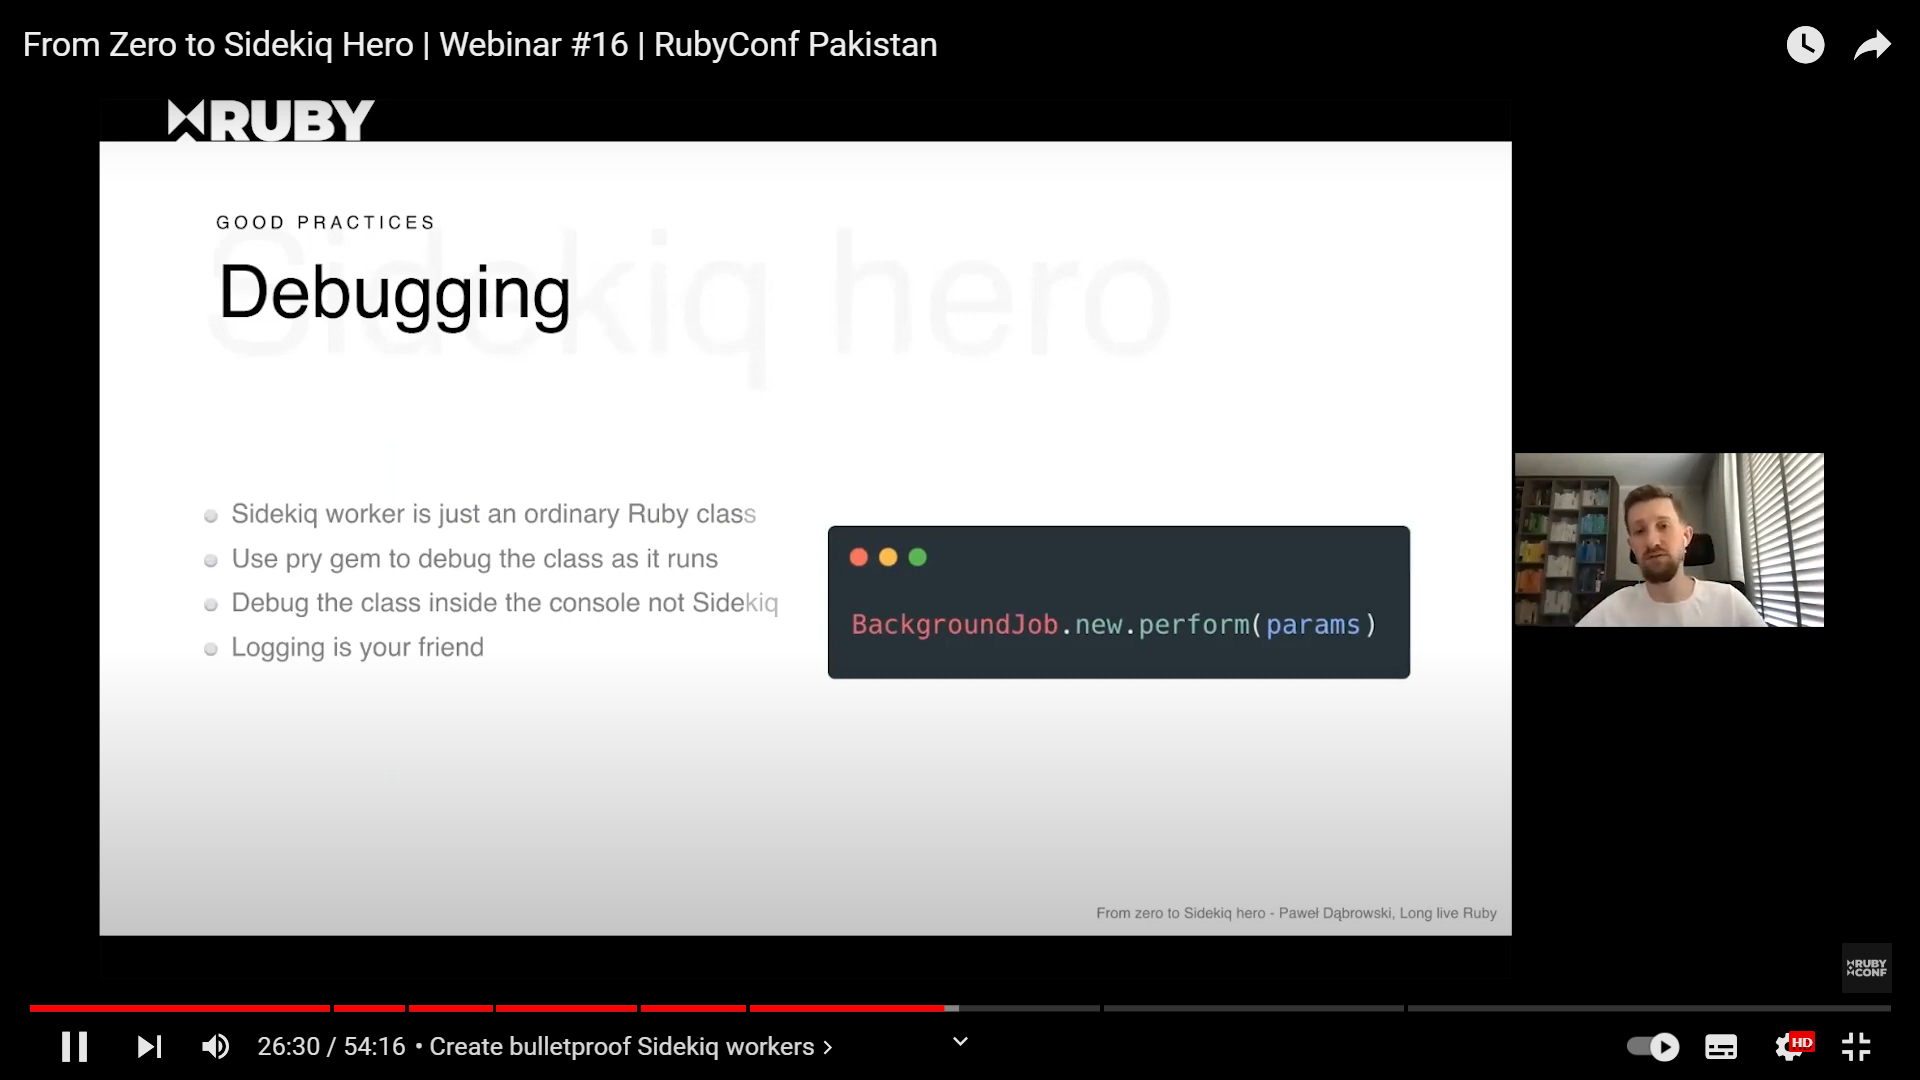 From Zero to Sidekiq Hero | Webinar #16 | RubyConf Pakistan
RUBY
GOOD PRACTICES
Sidekiq hero
Debugging
Sidekiq worker is just an ordinary Ruby class
Use pry gem to debug the class as it runs
Debug the class inside the console not Sidekiq
Logging is your friend
BackgroundJob.new.perform(params)
From zero to Sidekiq hero - Paweł Dąbrowski, Long live Ruby
RUBY
CONF
26:30 / 54:16 • Create bulletproof Sidekiq workers
HD